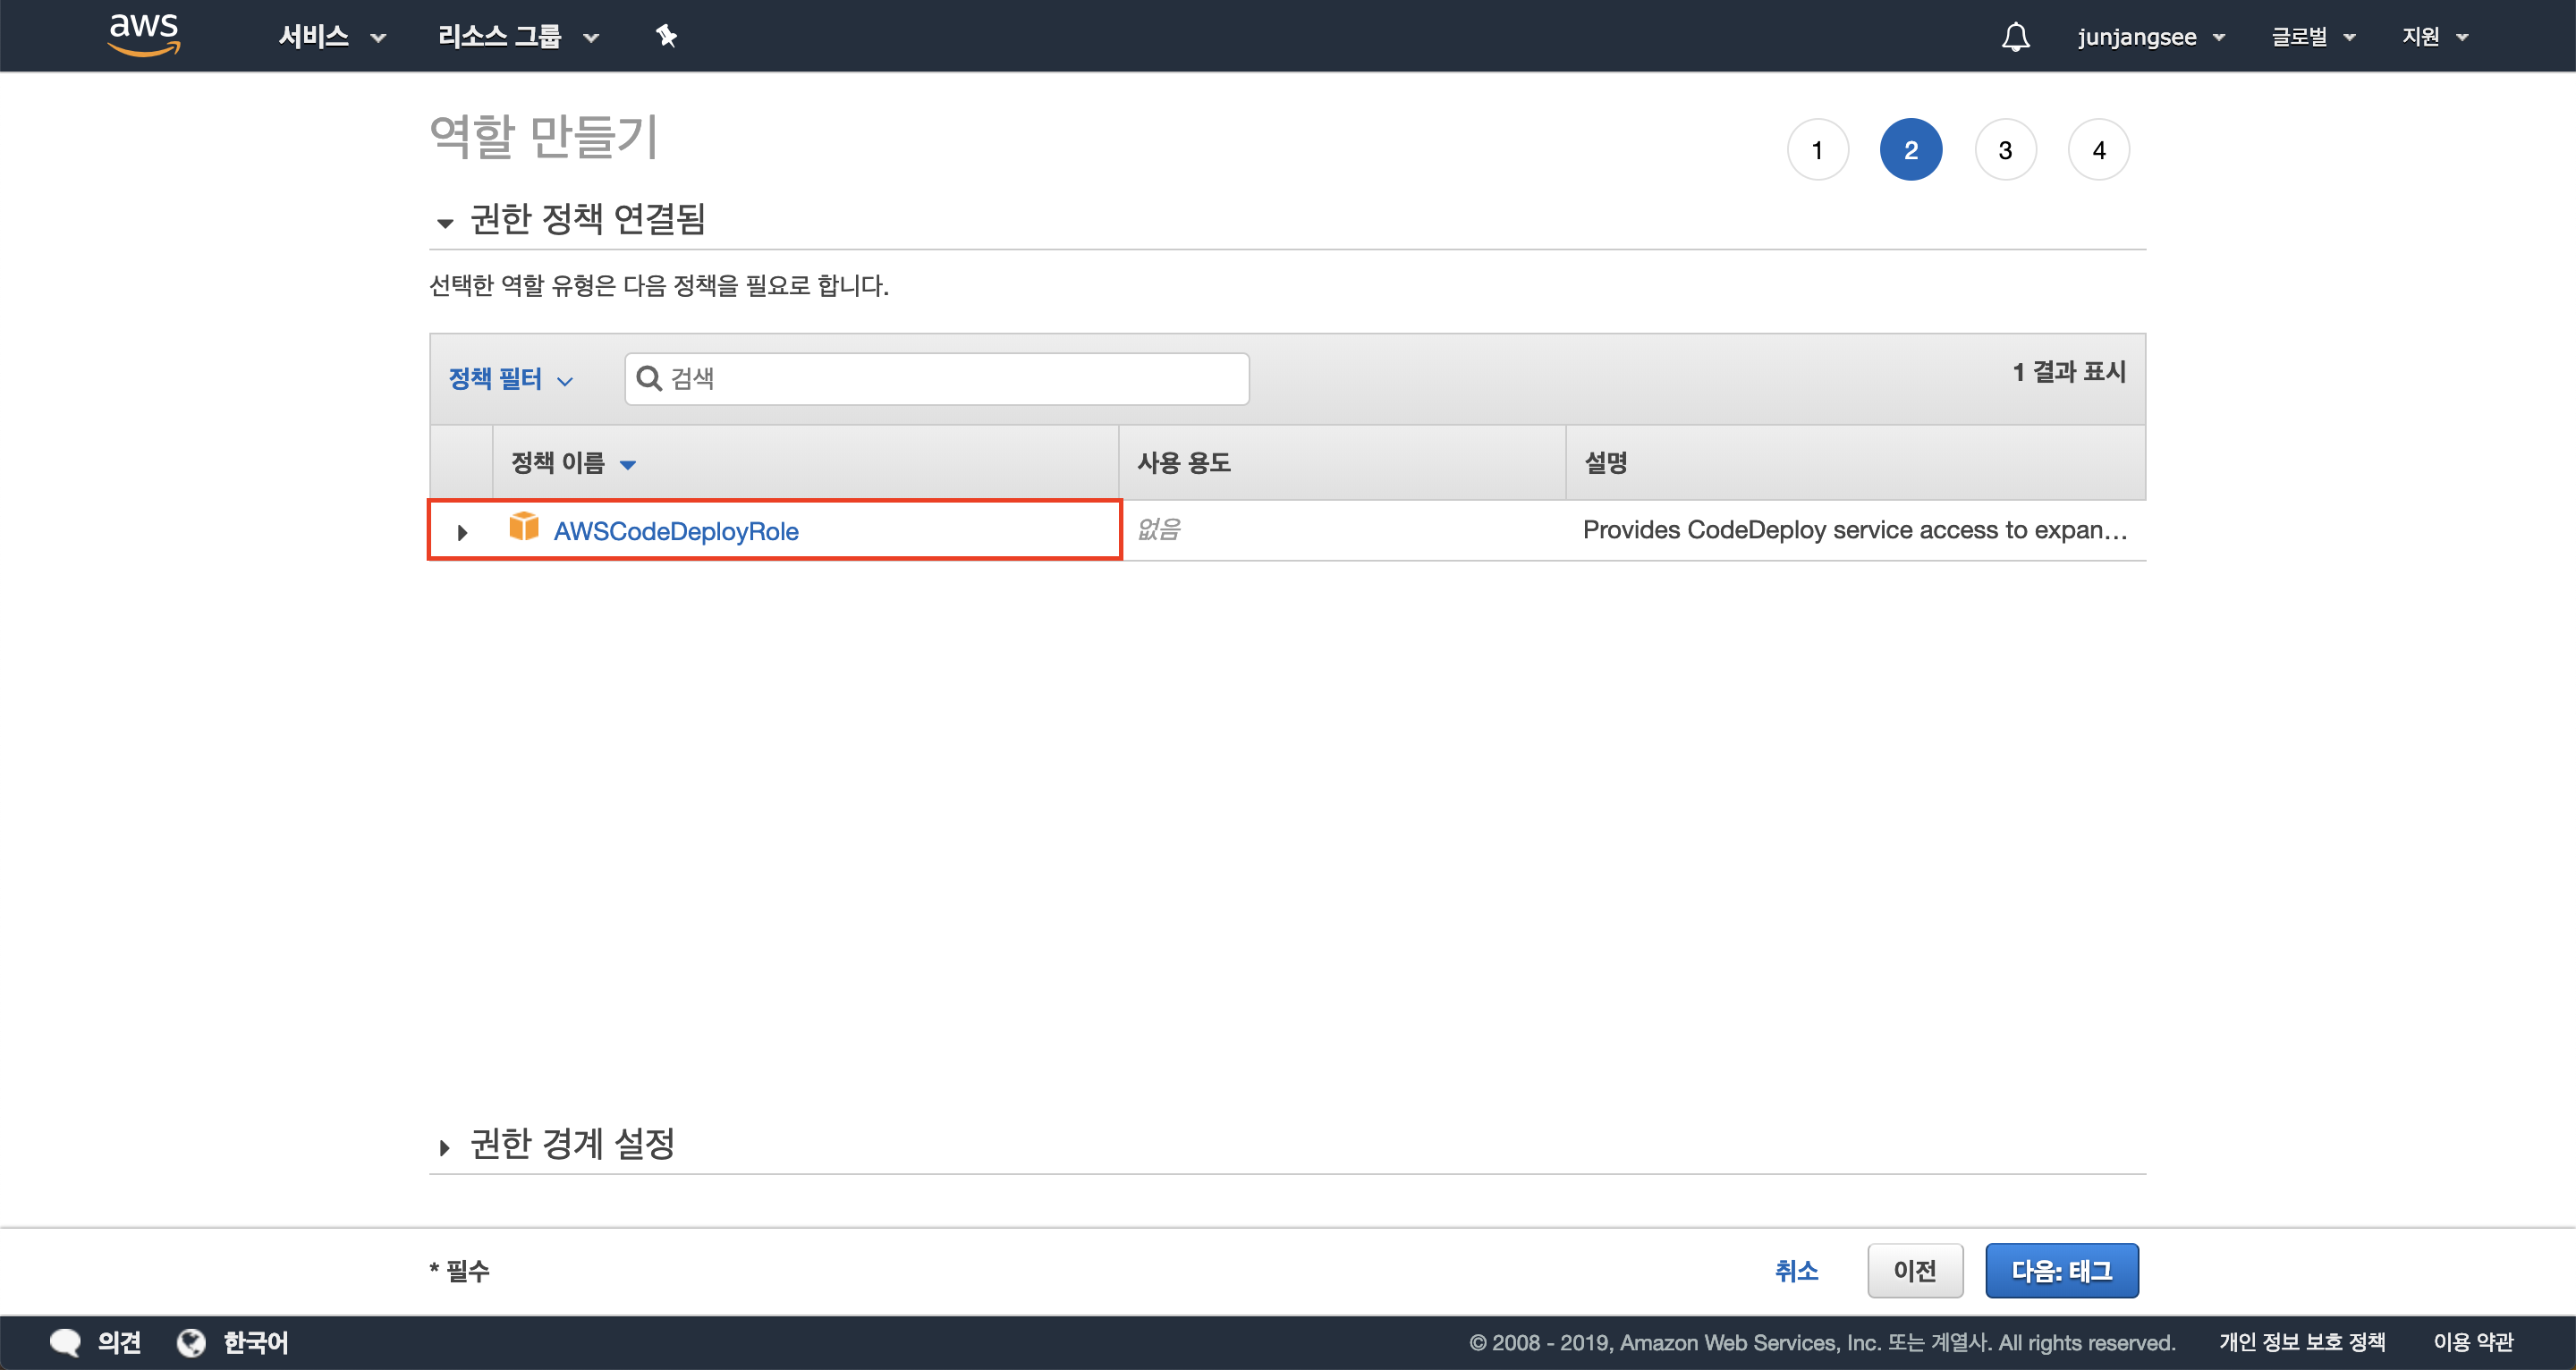 aws 서비스 리소스 그룹 junjangsee 글로벌 지원
역할 만들기
1 2 3 4
권한 정책 연결됨
선택한 역할 유형은 다음 정책을 필요로 합니다.
정책 필터 검색 1 결과 표시
정책 이름 사용 용도 설명
AWSCodeDeployRole 없음 Provides CodeDeploy service access to expan...
권한 경계 설정
* 필수 취소 이전 다음: 태그
의견 한국어 © 2008 - 2019, Amazon Web Services, Inc. 또는 계열사. All rights reserved. 개인 정보 보호 정책 이용 약관